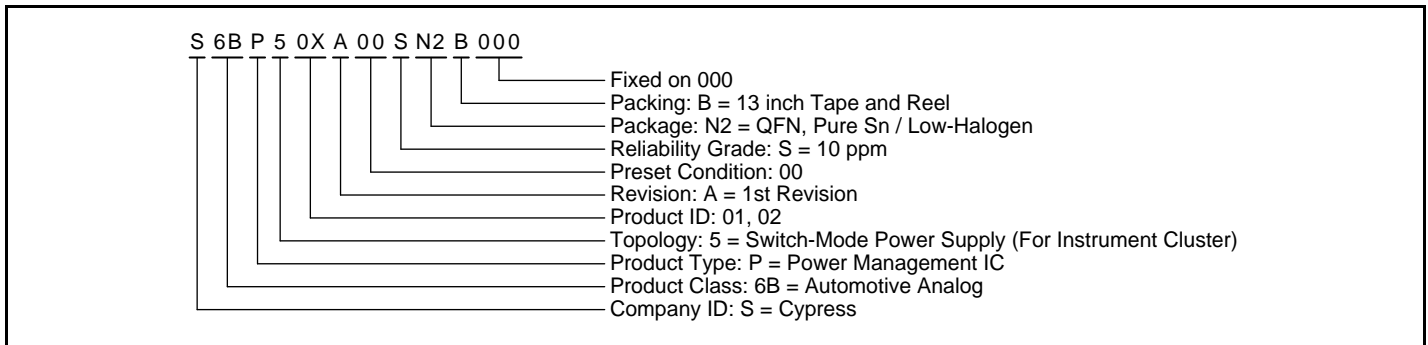 S 6B P 5 0X A 00 S N2 B 000
Fixed on 000
Packing: B = 13 inch Tape and Reel
Package: N2 = QFN, Pure Sn / Low-Halogen
Reliability Grade: S = 10 ppm
Preset Condition: 00
Revision: A = 1st Revision
Product ID: 01, 02
Topology: 5 = Switch-Mode Power Supply (For Instrument Cluster)
Product Type: P = Power Management IC
Product Class: 6B = Automotive Analog
Company ID: S = Cypress